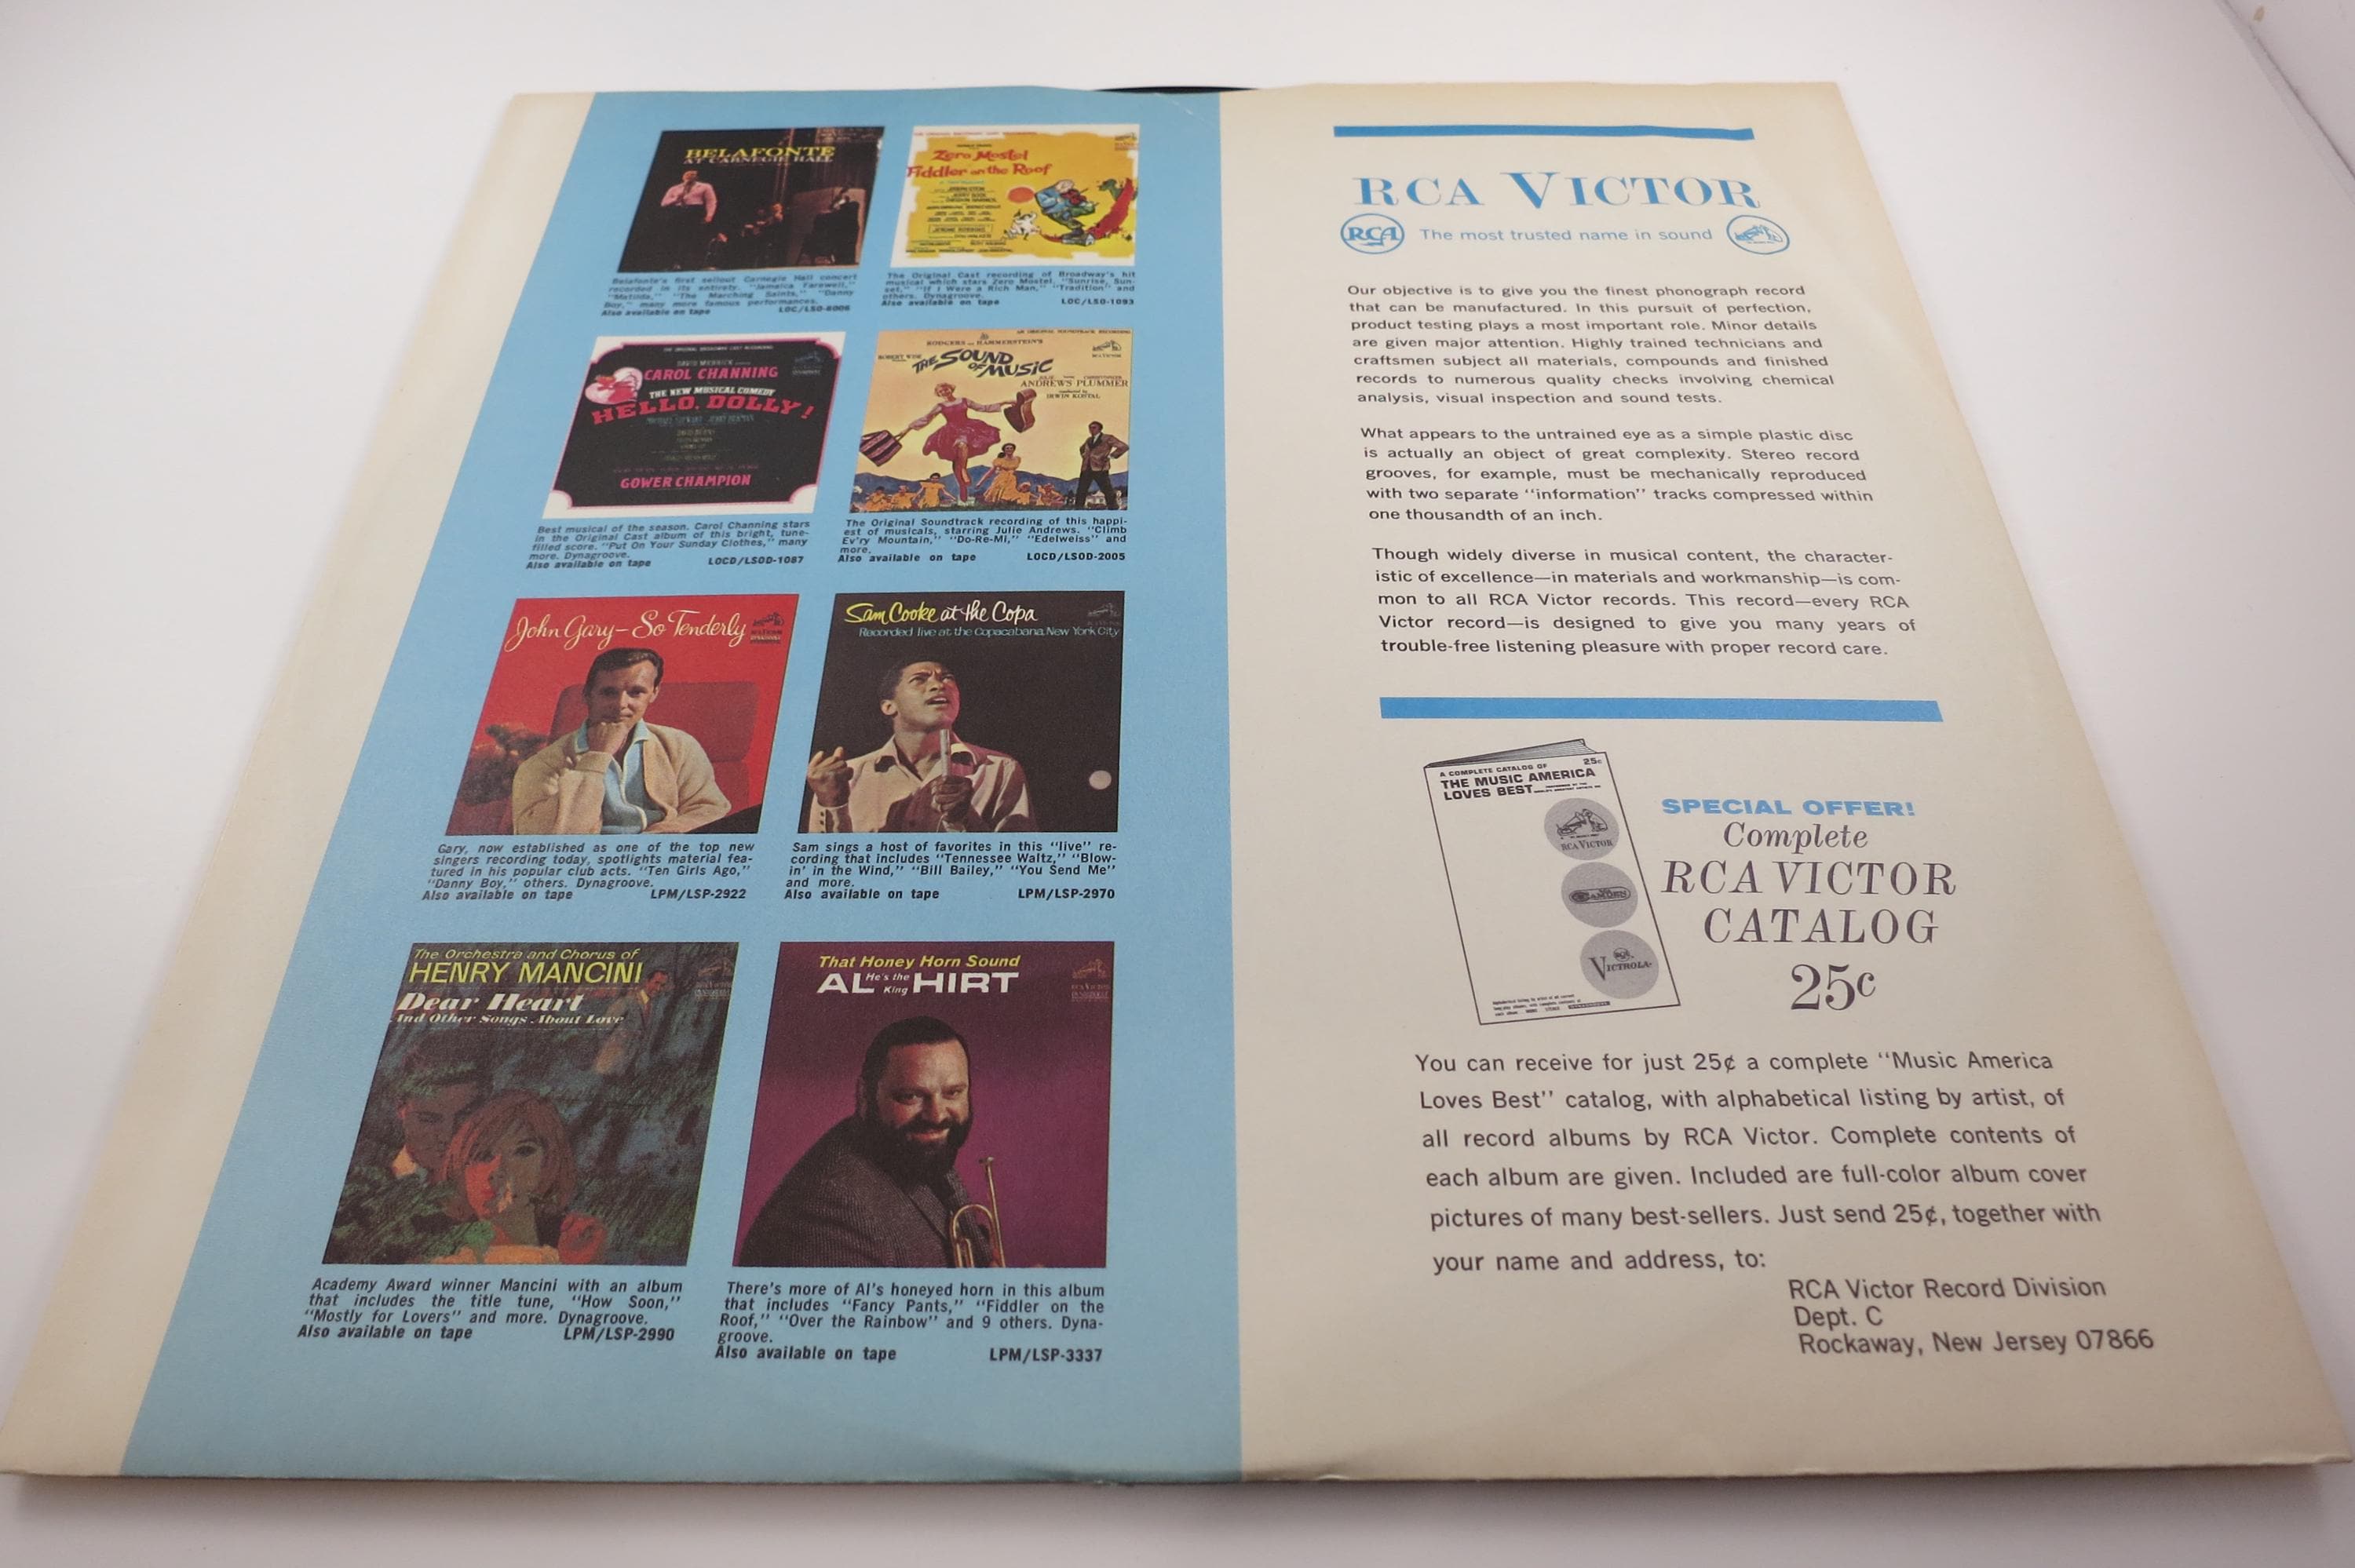 BELAFONTE
AT CARNEGIE HALL
Belafonte's first sellout Carnegie Hall concert
recorded in its entirety. "Jamaica Farewell,"
"Matilda," "The Marching Saints," "Danny
Boy," many more famous performances.
Also available on tape LOC/LSO-6006
Zero Mostel
Fiddler on the Roof
The Original Cast recording of Broadway's hit
musical which stars Zero Mostel. "Sunrise, Sun-
set," "If I Were a Rich Man," "Tradition" and
others. Dynagroove.
Also available on tape LOC/LSO-1093
DAVID MERRICK
CAROL CHANNING
THE NEW MUSICAL COMEDY
HELLO, DOLLY!
GOWER CHAMPION
Best musical of the season. Carol Channing stars
in the Original Cast album of this bright, tune-
filled score. "Put On Your Sunday Clothes," many
more. Dynagroove.
Also available on tape LOCD/LSOD-1087
AN ORIGINAL SOUNDTRACK RECORDING
RODGERS and HAMMERSTEIN'S
ROBERT WISE
THE SOUND
OF MUSIC
JULIE CHRISTOPHER
ANDREWS PLUMMER
conducted by
IRWIN KOSTAL
The Original Soundtrack recording of this happi-
est of musicals, starring Julie Andrews. "Climb
Ev'ry Mountain," "Do-Re-Mi," "Edelweiss" and
more.
Also available on tape LOCD/LSOD-2005
John Gary—So Tenderly
Gary, now established as one of the top new
singers recording today, spotlights material fea-
tured in his popular club acts. "Ten Girls Ago,"
"Danny Boy," others. Dynagroove.
Also available on tape LPM/LSP-2922
Sam Cooke at the Copa
Recorded live at the Copacabana New York City
Sam sings a host of favorites in this "live" re-
cording that includes "Tennessee Waltz," "Blow-
in' in the Wind," "Bill Bailey," "You Send Me"
and more.
Also available on tape LPM/LSP-2970
The Orchestra and Chorus of
HENRY MANCINI
Dear Heart
And Other Songs About Love
Academy Award winner Mancini with an album
that includes the title tune, "How Soon,"
"Mostly for Lovers" and more. Dynagroove.
Also available on tape LPM/LSP-2990
That Honey Horn Sound
AL He's the King HIRT
There's more of Al's honeyed horn in this album
that includes "Fancy Pants," "Fiddler on the
Roof," "Over the Rainbow" and 9 others. Dyna-
groove.
Also available on tape LPM/LSP-3337
RCA VICTOR
RCA The most trusted name in sound
Our objective is to give you the finest phonograph record
that can be manufactured. In this pursuit of perfection,
product testing plays a most important role. Minor details
are given major attention. Highly trained technicians and
craftsmen subject all materials, compounds and finished
records to numerous quality checks involving chemical
analysis, visual inspection and sound tests.
What appears to the untrained eye as a simple plastic disc
is actually an object of great complexity. Stereo record
grooves, for example, must be mechanically reproduced
with two separate "information" tracks compressed within
one thousandth of an inch.
Though widely diverse in musical content, the character-
istic of excellence—in materials and workmanship—is com-
mon to all RCA Victor records. This record—every RCA
Victor record—is designed to give you many years of
trouble-free listening pleasure with proper record care.
A COMPLETE CATALOG OF 25c
THE MUSIC AMERICA
LOVES BEST
RCA VICTOR
CAMDEN
VICTROLA
SPECIAL OFFER!
Complete
RCA VICTOR
CATALOG
25c
You can receive for just 25¢ a complete "Music America
Loves Best" catalog, with alphabetical listing by artist, of
all record albums by RCA Victor. Complete contents of
each album are given. Included are full-color album cover
pictures of many best-sellers. Just send 25¢, together with
your name and address, to:
RCA Victor Record Division
Dept. C
Rockaway, New Jersey 07866